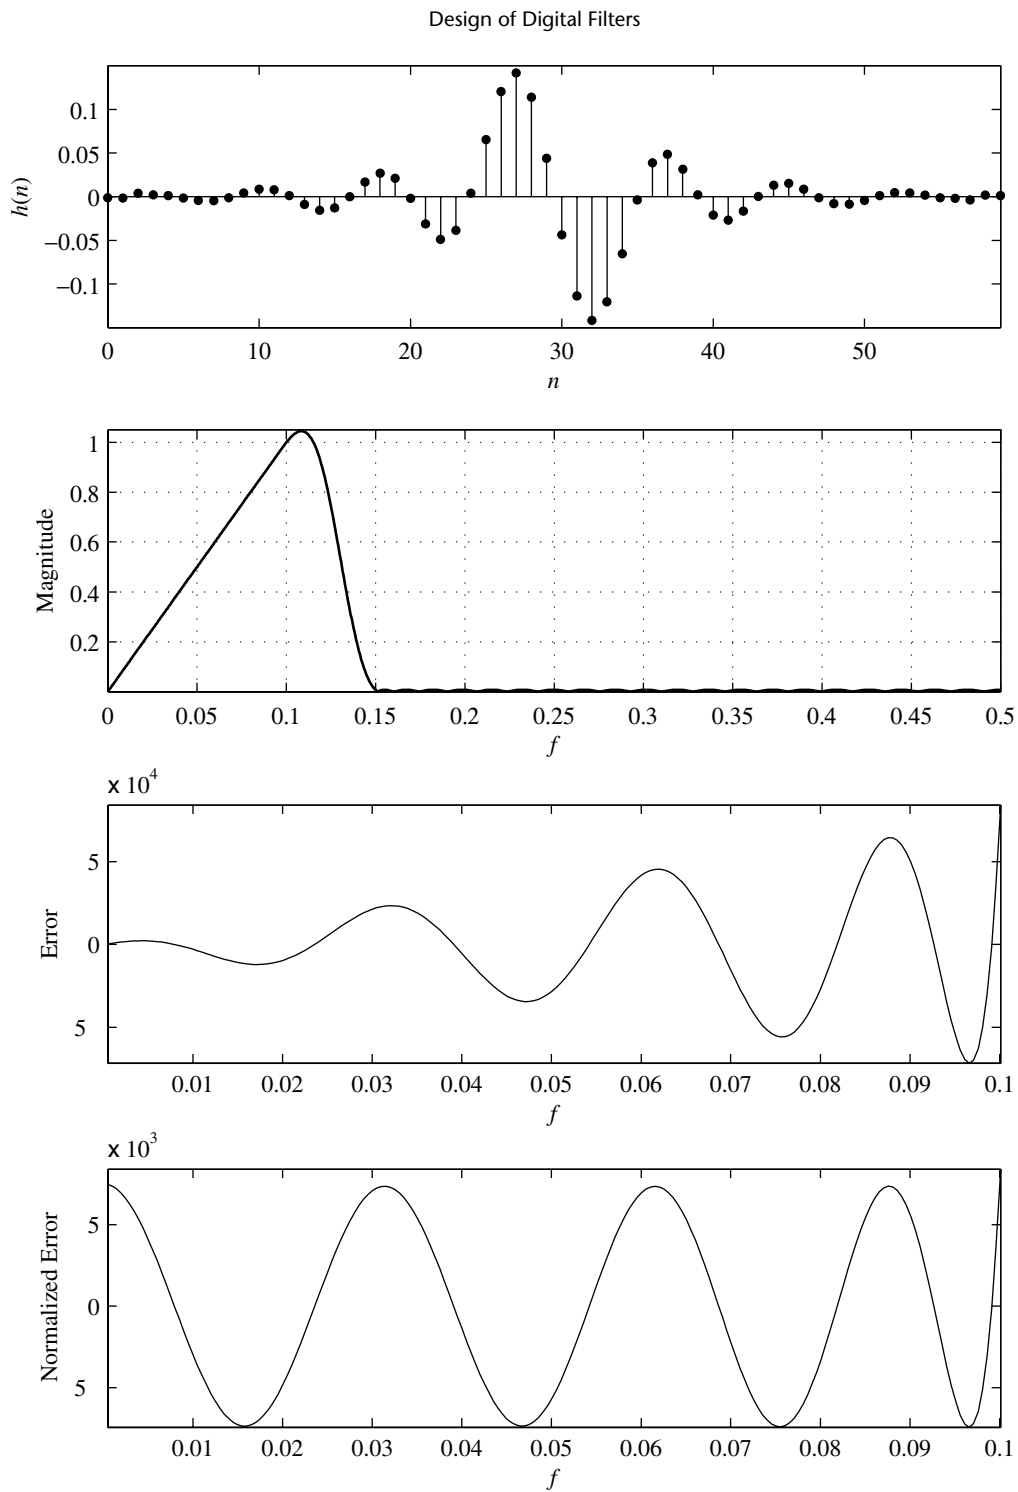 Design of Digital Filters
0.1
0.05
0
−0.05
−0.1
h(n)
0 10 20 30 40 50
n
1
0.8
0.6
0.4
0.2
Magnitude
0 0.05 0.1 0.15 0.2 0.25 0.3 0.35 0.4 0.45 0.5
f
x 10^4
5
0
5
Error
0.01 0.02 0.03 0.04 0.05 0.06 0.07 0.08 0.09 0.1
f
x 10^3
5
0
5
Normalized Error
0.01 0.02 0.03 0.04 0.05 0.06 0.07 0.08 0.09 0.1
f